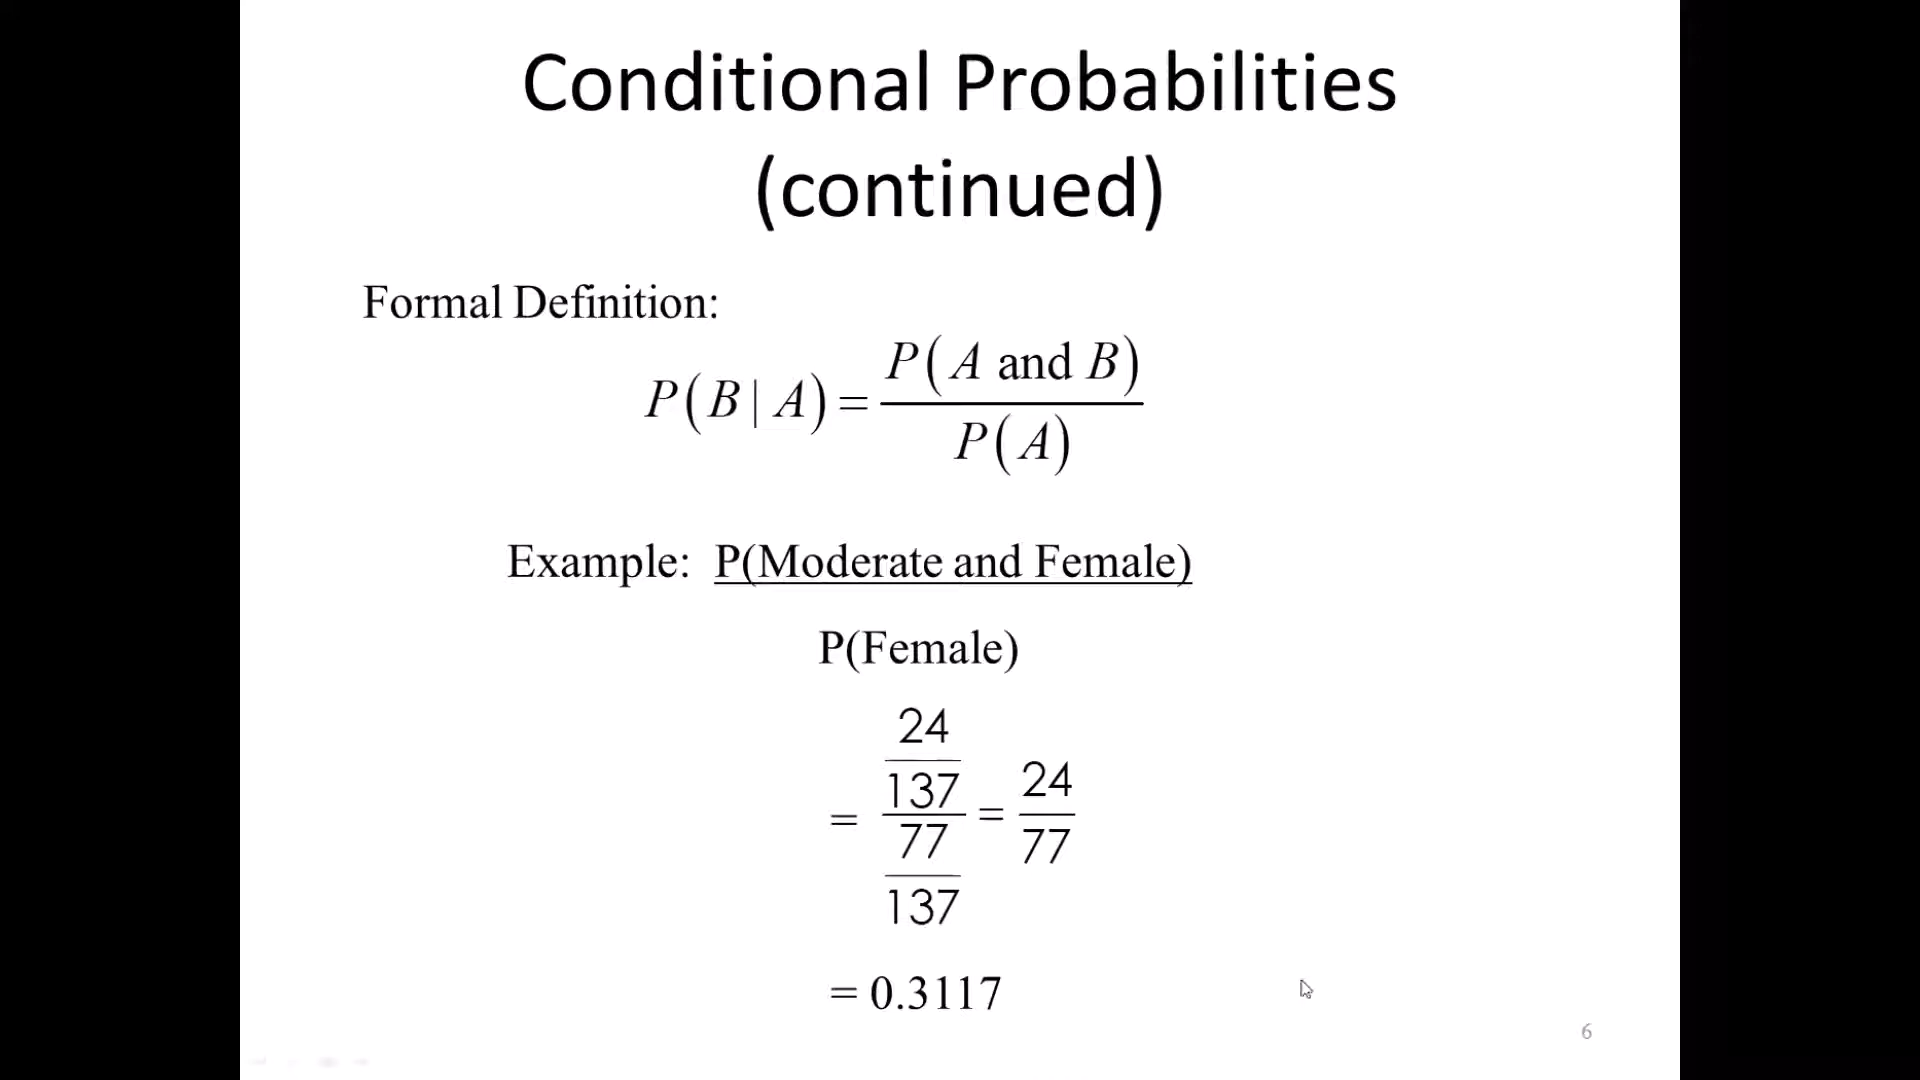 Conditional Probabilities
(continued)
Formal Definition:
P(B | A) = P(A and B) / P(A)
Example: P(Moderate and Female)
P(Female)
= 24/137 / 77/137 = 24/77
= 0.3117
6